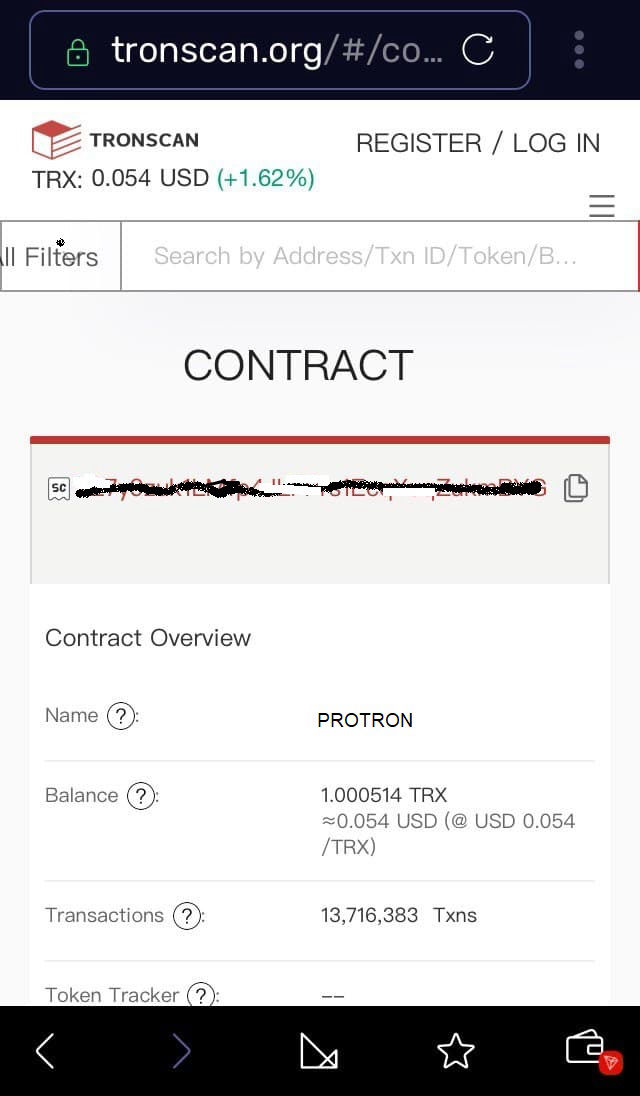 tronscan.org/#/co...
TRONSCAN
REGISTER / LOG IN
TRX: 0.054 USD (+1.62%)
ll Filters
Search by Address/Txn ID/Token/B...
CONTRACT
SC
Contract Overview
Name ?:
PROTRON
Balance ?:
1.000514 TRX
≈0.054 USD (@ USD 0.054
/TRX)
Transactions ?:
13,716,383 Txns
Token Tracker ?:
--